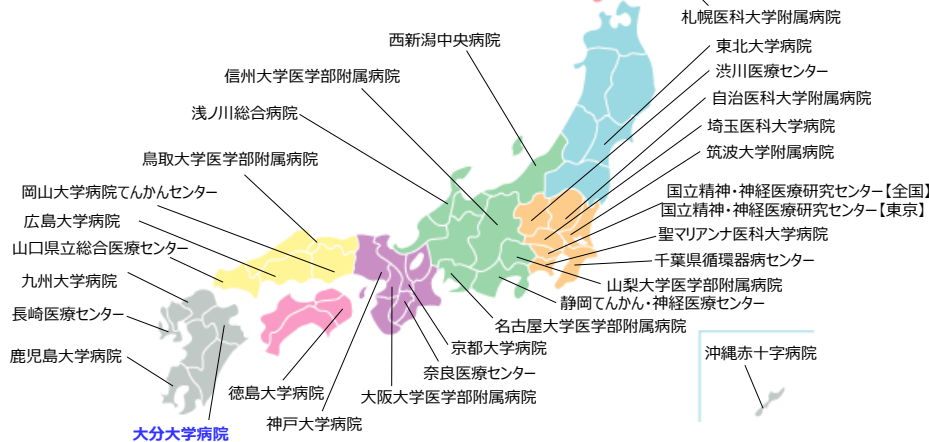 札幌医科大学附属病院
西新潟中央病院
東北大学病院
信州大学医学部附属病院
渋川医療センター
浅ノ川総合病院
自治医科大学附属病院
埼玉医科大学病院
鳥取大学医学部附属病院
筑波大学附属病院
岡山大学病院てんかんセンター
国立精神・神経医療研究センター【全国】
広島大学病院
国立精神・神経医療研究センター【東京】
山口県立総合医療センター
聖マリアンナ医科大学病院
千葉県循環器病センター
九州大学病院
山梨大学医学部附属病院
長崎医療センター
静岡てんかん・神経医療センター
名古屋大学医学部附属病院
鹿児島大学病院
京都大学病院
沖縄赤十字病院
奈良医療センター
徳島大学病院
大阪大学医学部附属病院
神戸大学病院
大分大学病院